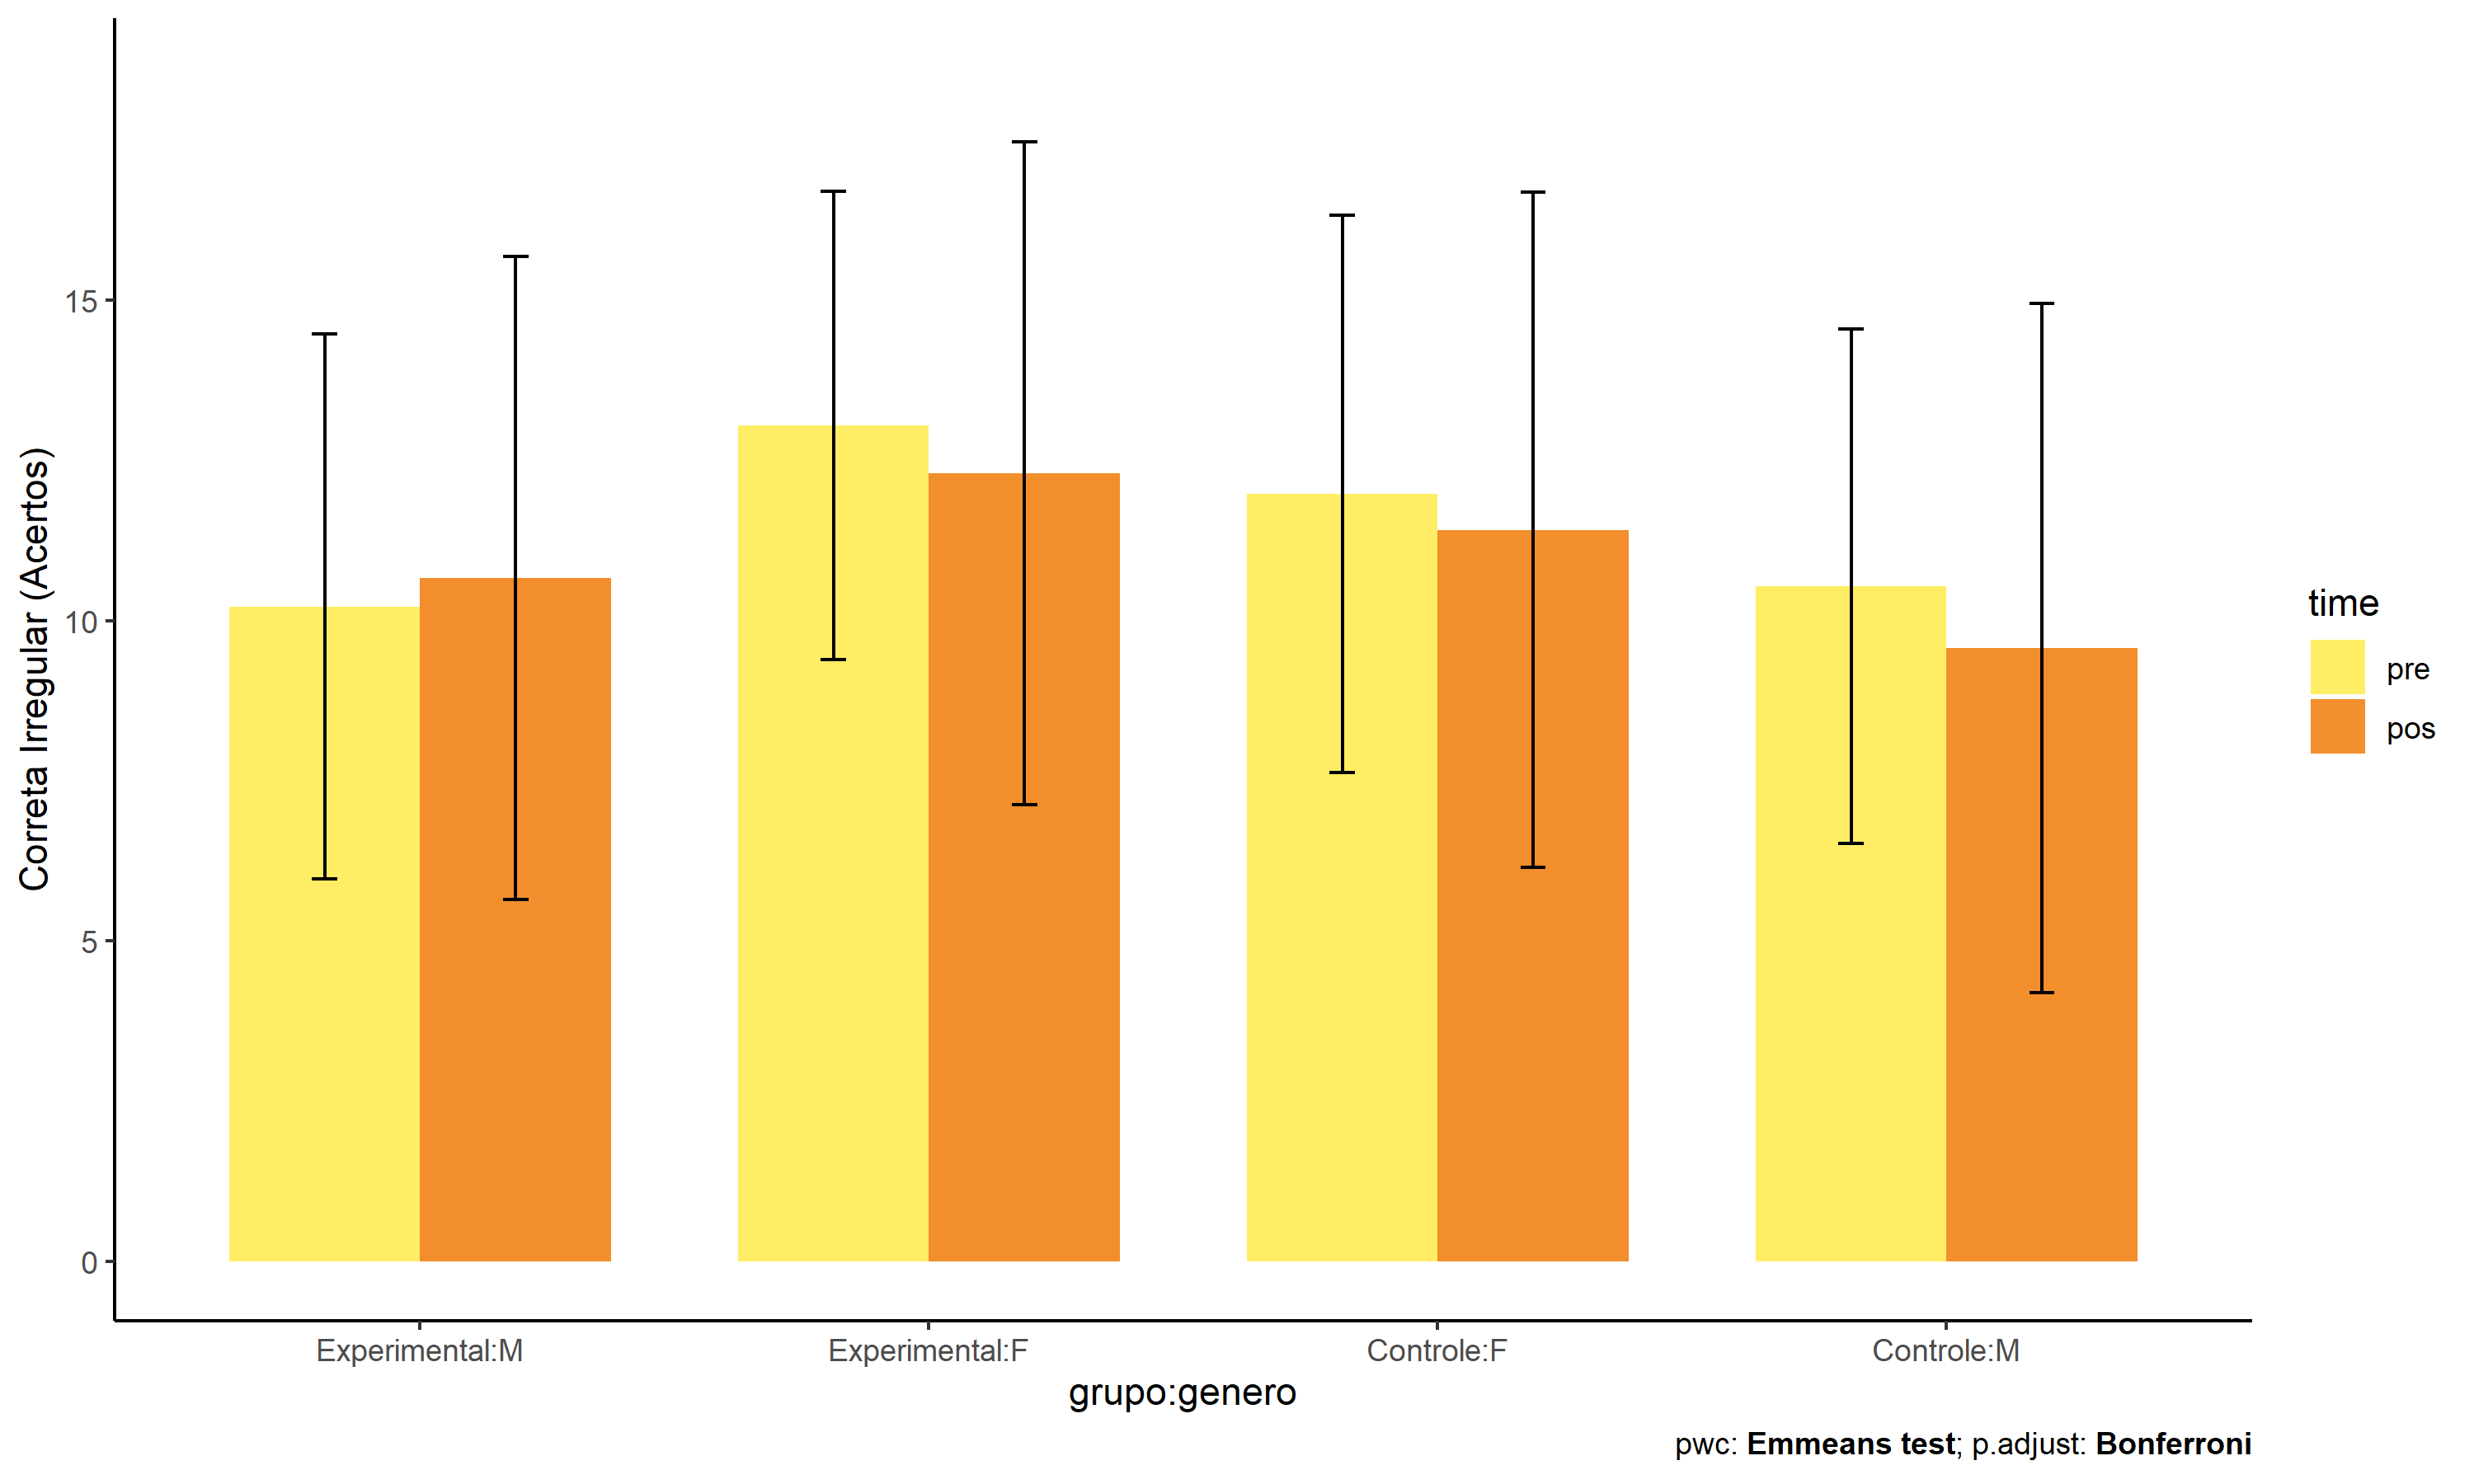 Correta Irregular (Acertos)
15
10
5
0
Experimental:M
Experimental:F
Controle:F
Controle:M
grupo:genero
time
pre
pos
pwc: Emmeans test; p.adjust: Bonferroni